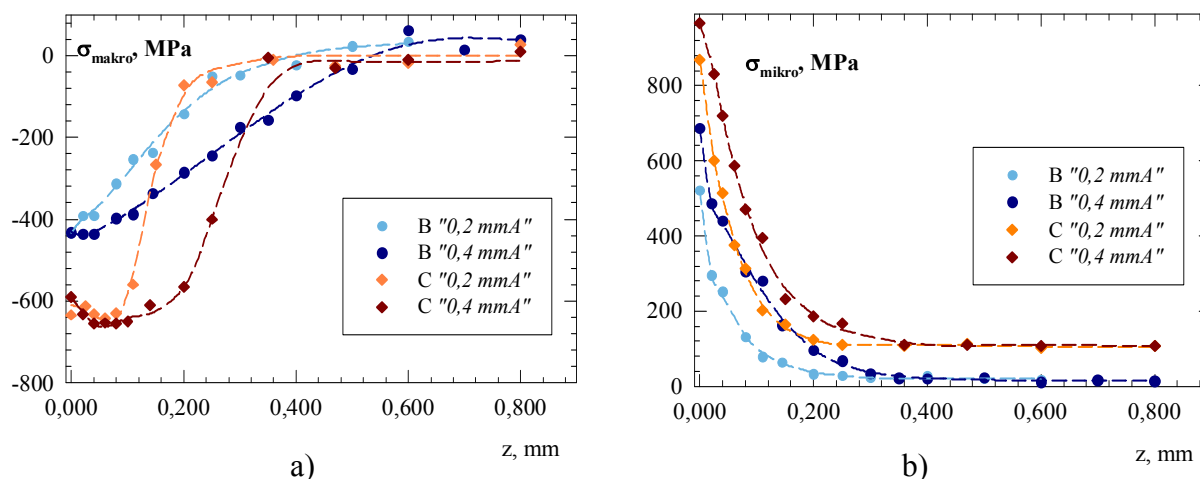 σmakro, MPa
0
-200
-400
-600
-800
0,000
0,200
0,400
0,600
0,800
z, mm
B "0,2 mmA"
B "0,4 mmA"
C "0,2 mmA"
C "0,4 mmA"
a)
σmikro, MPa
800
600
400
200
0
0,000
0,200
0,400
0,600
0,800
z, mm
B "0,2 mmA"
B "0,4 mmA"
C "0,2 mmA"
C "0,4 mmA"
b)